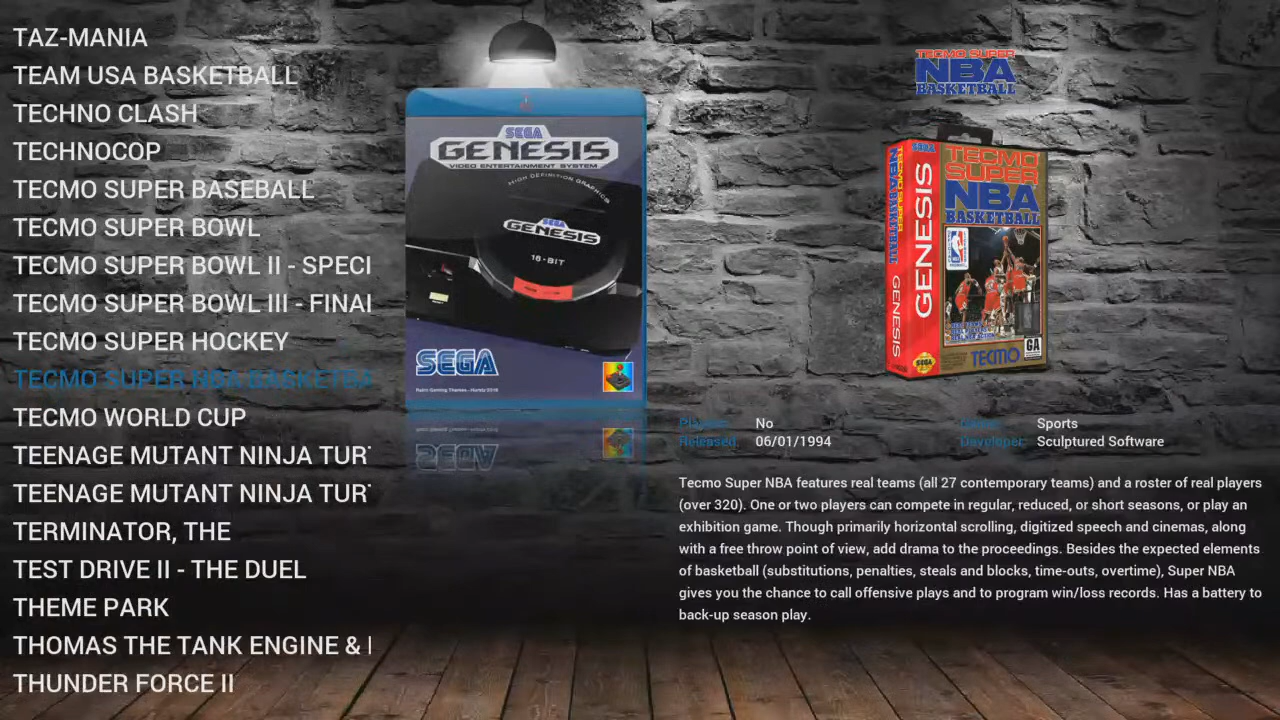 TAZ-MANIA
TEAM USA BASKETBALL
TECHNO CLASH
TECHNOCOP
TECMO SUPER BASEBALL
TECMO SUPER BOWL
TECMO SUPER BOWL II - SPECI
TECMO SUPER BOWL III - FINAL
TECMO SUPER HOCKEY
TECMO SUPER NBA BASKETBA
TECMO WORLD CUP
TEENAGE MUTANT NINJA TUR
TEENAGE MUTANT NINJA TUR
TERMINATOR, THE
TEST DRIVE II - THE DUEL
THEME PARK
THOMAS THE TANK ENGINE &
THUNDER FORCE II
SEGA
GENESIS
VIDEO ENTERTAINMENT SYSTEM
HIGH DEFINITION GRAPHICS
SEGA
GENESIS
16-BIT
SEGA
TECMO SUPER
NBA
BASKETBALL
SEGA
GENESIS
GENESIS
TECMO SUPER
NBA BASKETBALL
TECMO
SUPER
NBA
BASKETBALL
TECMO
GA
SEGA
Players: No
Released: 06/01/1994
Genre: Sports
Developer: Sculptured Software
Tecmo Super NBA features real teams (all 27 contemporary teams) and a roster of real players
(over 320). One or two players can compete in regular, reduced, or short seasons, or play an
exhibition game. Though primarily horizontal scrolling, digitized speech and cinemas, along
with a free throw point of view, add drama to the proceedings. Besides the expected elements
of basketball (substitutions, penalties, steals and blocks, time-outs, overtime), Super NBA
gives you the chance to call offensive plays and to program win/loss records. Has a battery to
back-up season play.